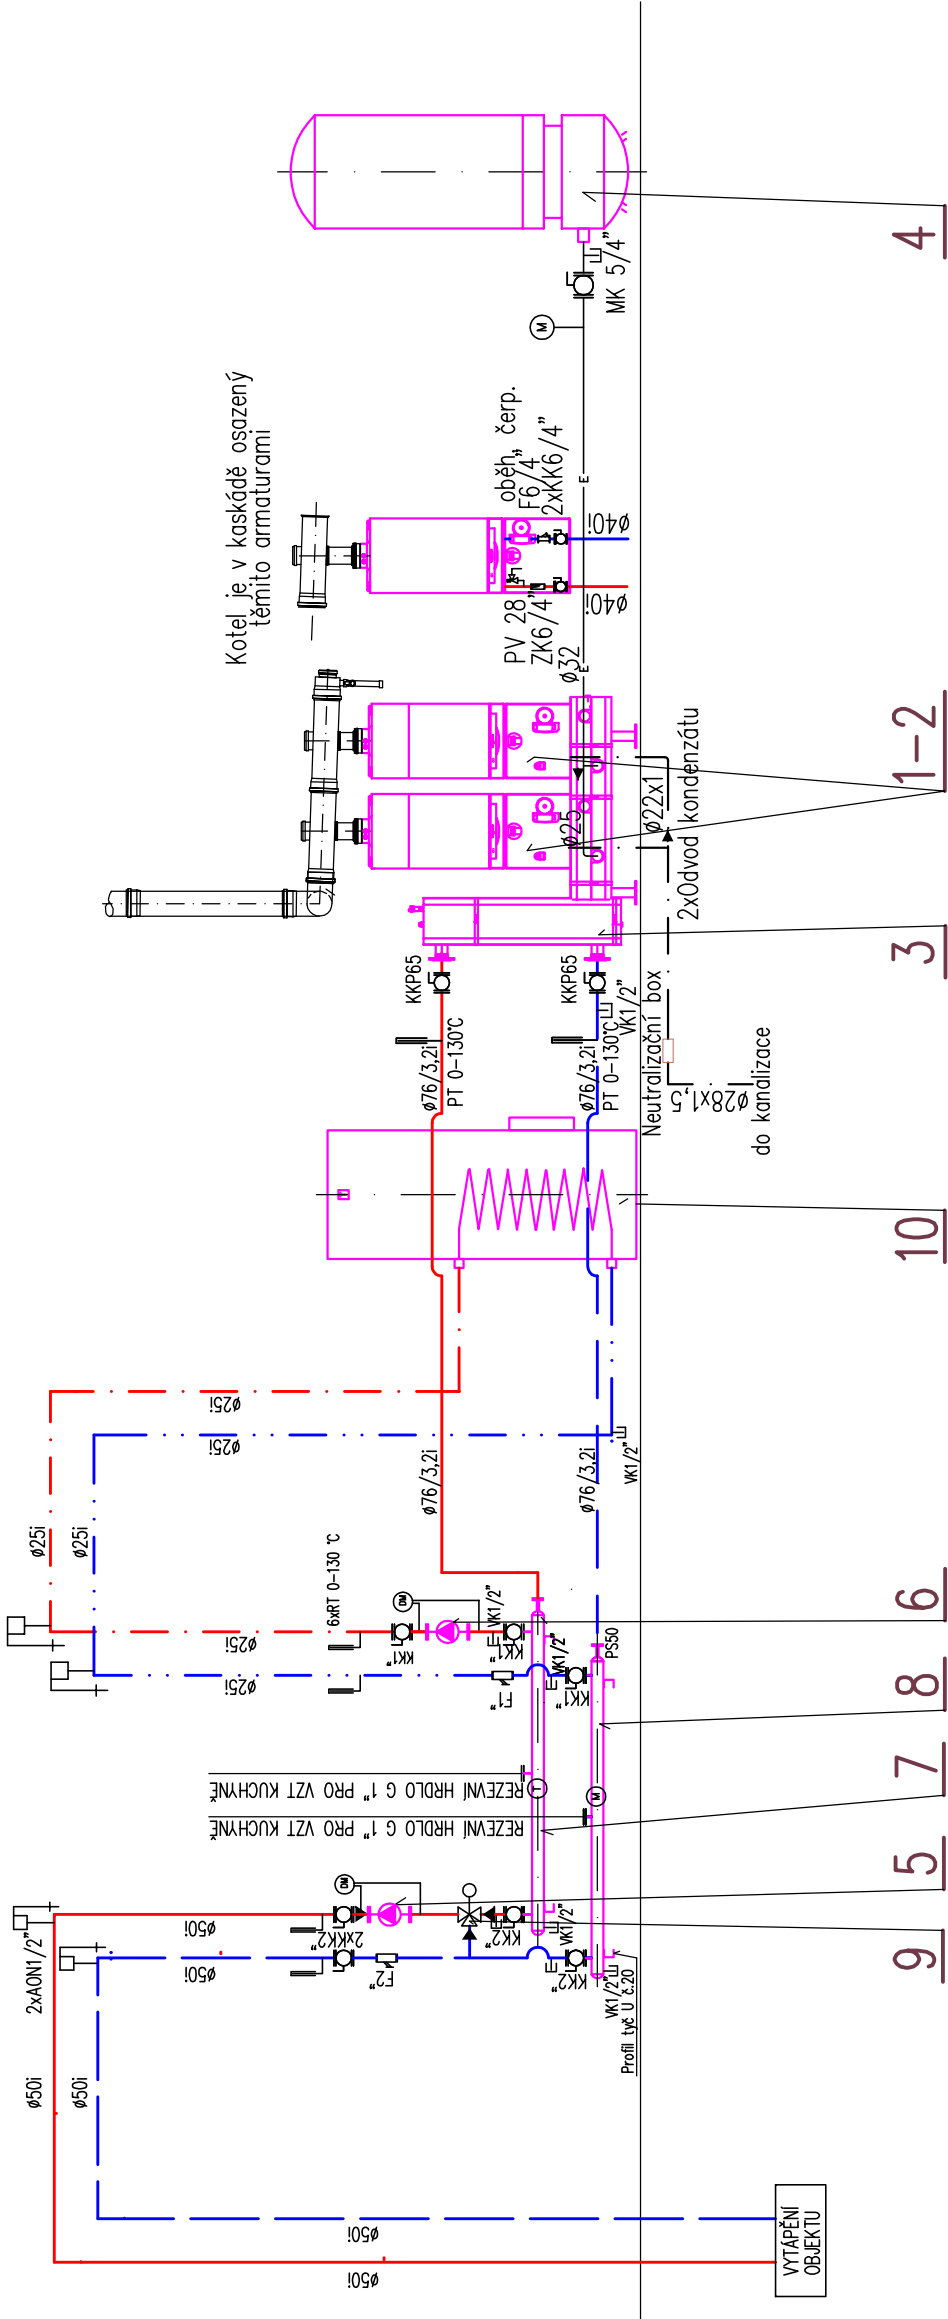 2xAON1/2"
ø50i
ø50i
ø50i
ø50i
ø50i
ø50i
VYTÁPĚNÍ
OBJEKTU
DM
2xKK2"
F2"
KK2"
VK1/2"
KK2"
VK1/2"
Profil tyč U č.20
REZEVNÍ HRDLO G 1" PRO VZT KUCHYNĚ
REZEVNÍ HRDLO G 1" PRO VZT KUCHYNĚ
T
M
ø25i
ø25i
ø25i
ø25i
ø25i
ø25i
6xRT 0-130 °C
DM
KK1"
VK1/2"
KK1"
F1"
VK1/2"
KK1"
PS50
ø76/3,2i
ø76/3,2i
VK1/2"
ø76/3,2i
PT 0-130°C
KKP65
ø76/3,2i
PT 0-130°C
KKP65
VK1/2"
Neutralizační box
ø28x1,5
do kanalizace
2xOdvod kondenzátu
ø22x1
ø25
ø32
Kotel je v kaskádě osazený
těmito armaturami
PV 28
ZK6/4"
oběh. čerp.
F6/4"
2xKK6/4"
ø40i
ø40i
E
E
M
MK 5/4"
9
5
7
8
6
10
3
1-2
4